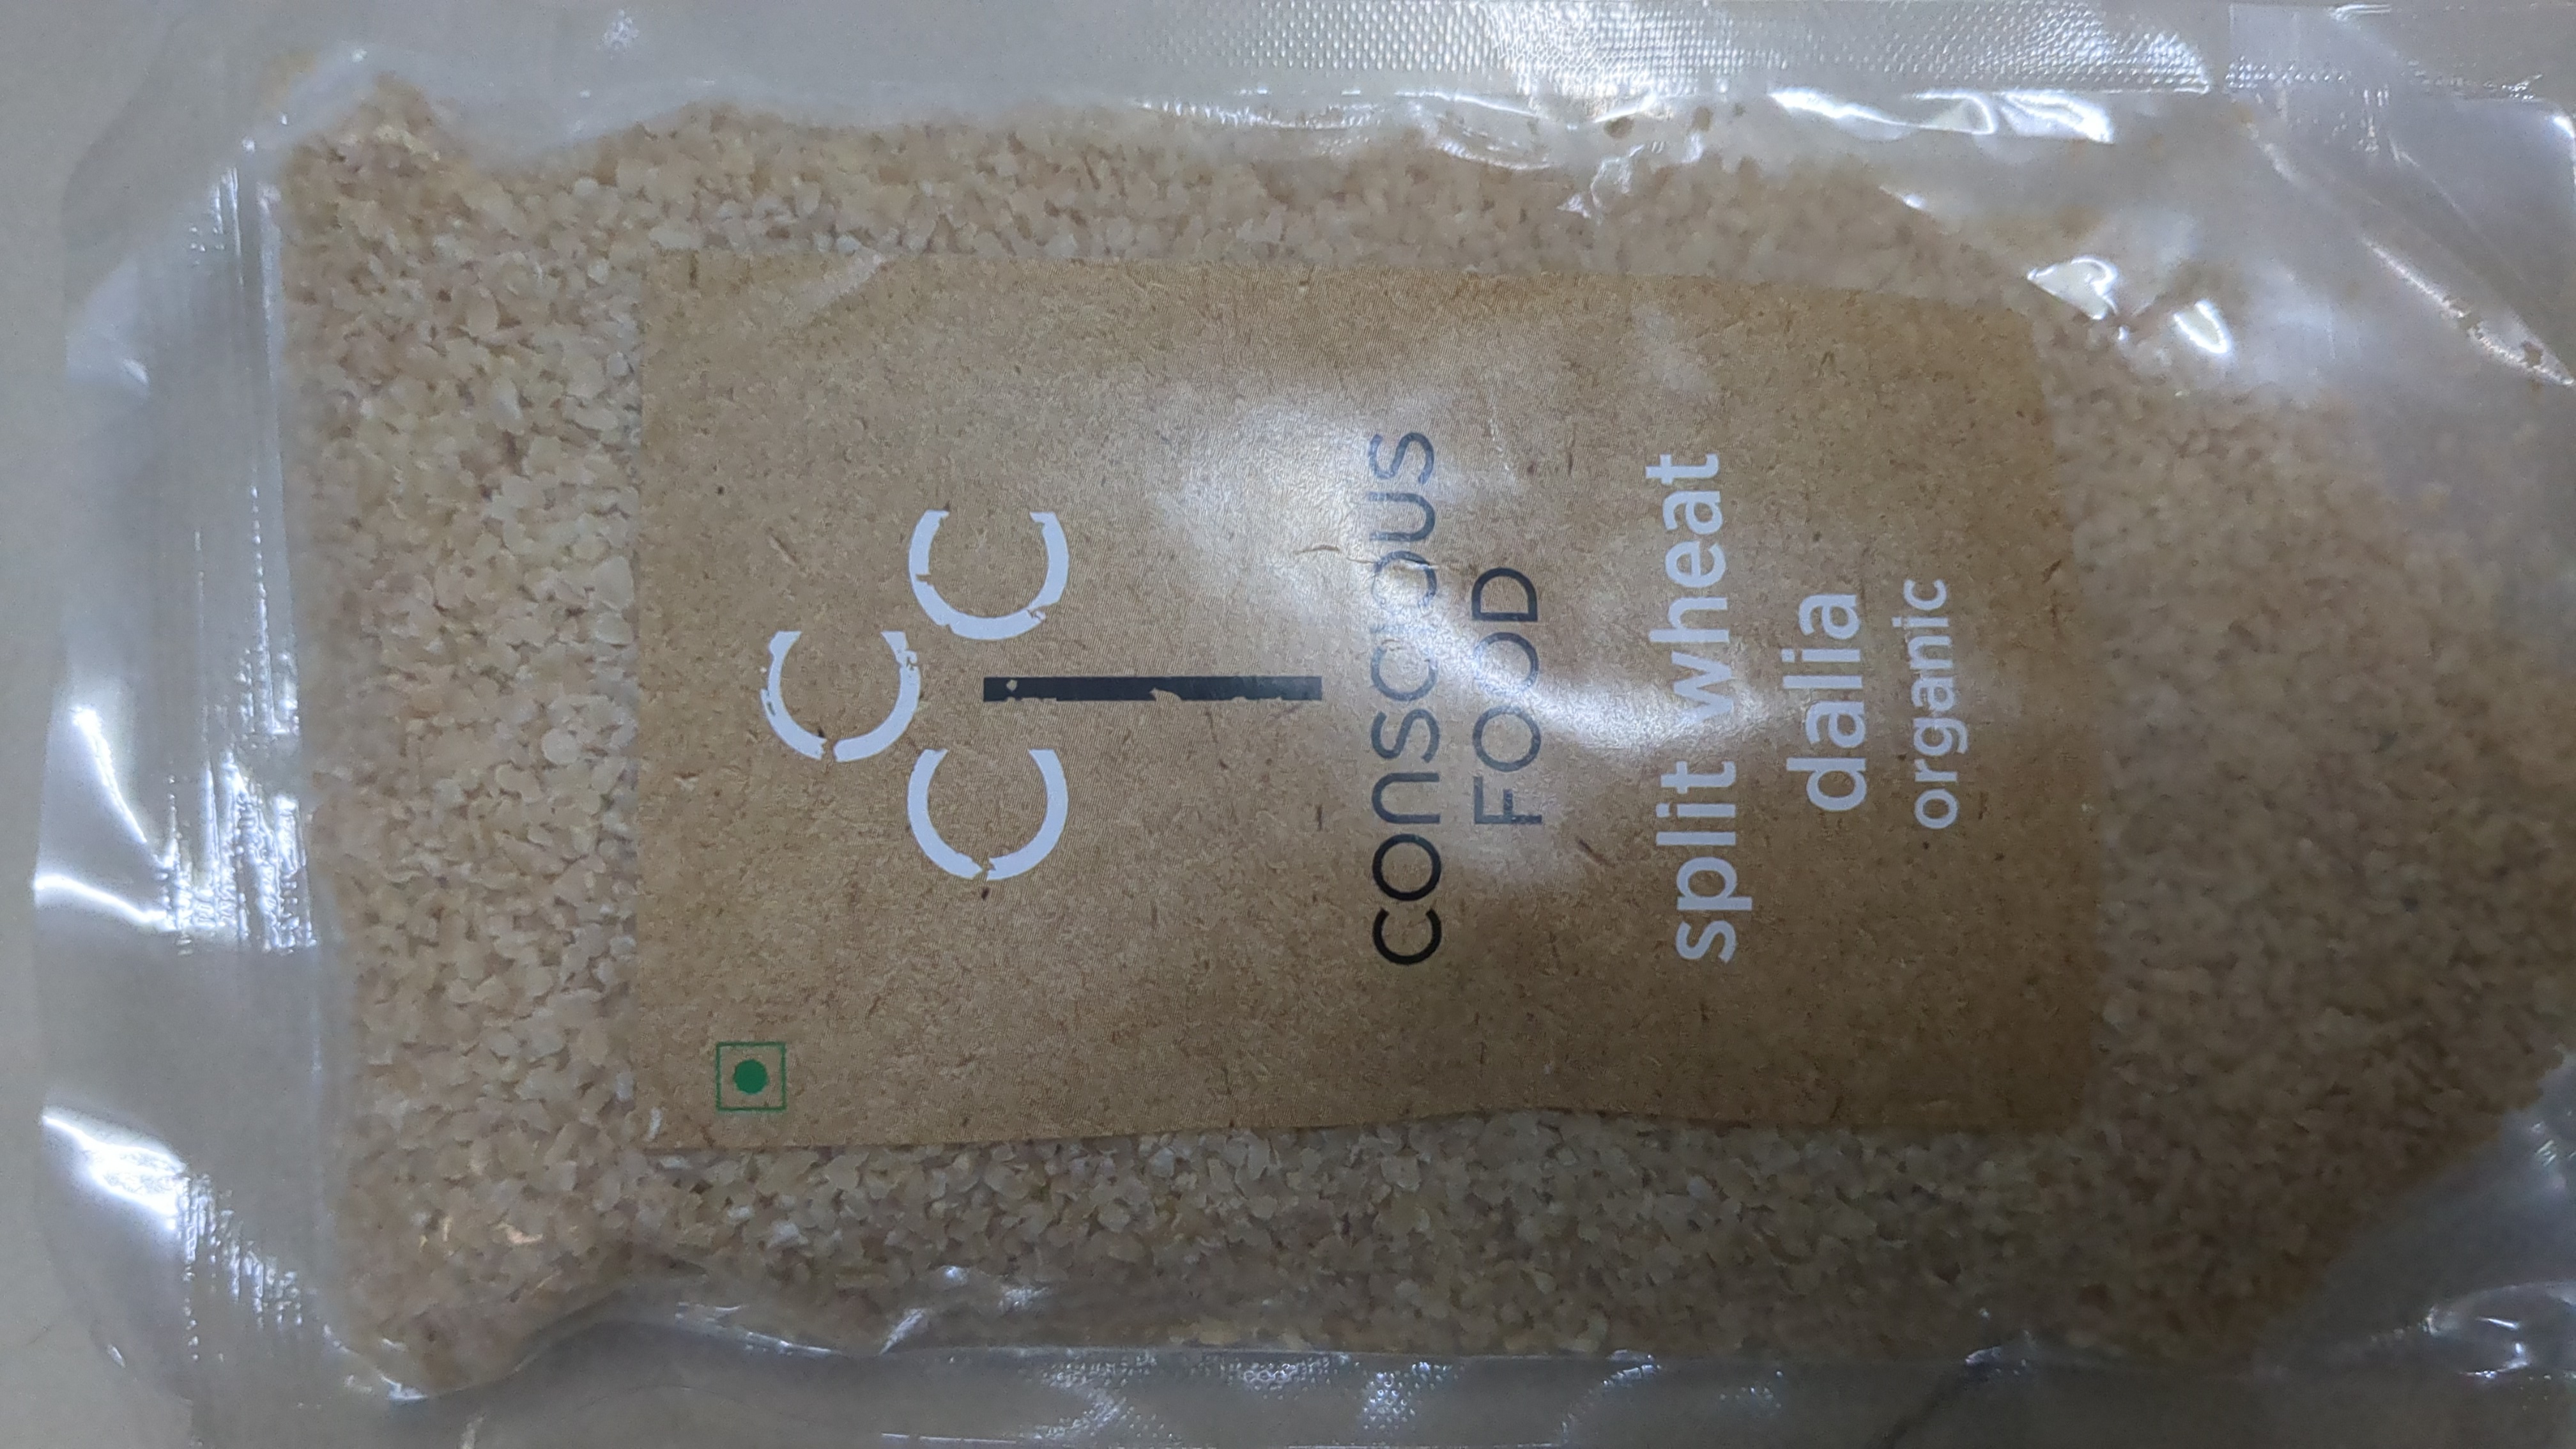 CONSCIOUS
FOOD
split wheat
dalia
organic